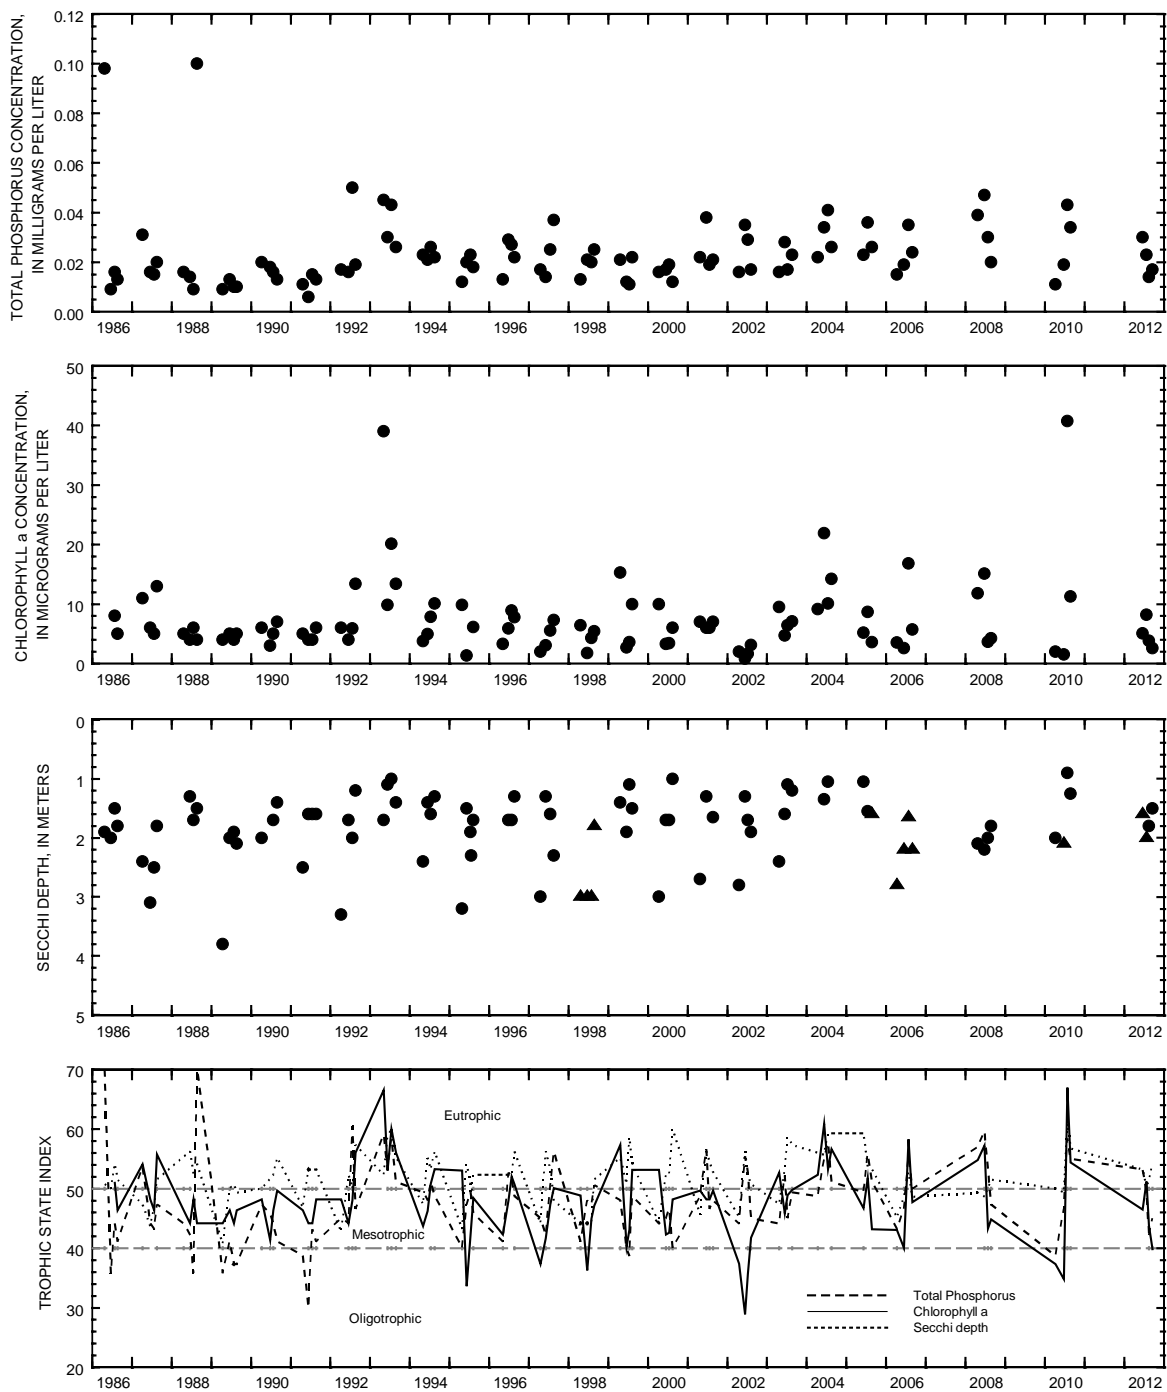 TOTAL PHOSPHORUS CONCENTRATION,
IN MILLIGRAMS PER LITER
0.12
0.10
0.08
0.06
0.04
0.02
0.00
1986 1988 1990 1992 1994 1996 1998 2000 2002 2004 2006 2008 2010 2012
CHLOROPHYLL a CONCENTRATION,
IN MICROGRAMS PER LITER
50
40
30
20
10
0
1986 1988 1990 1992 1994 1996 1998 2000 2002 2004 2006 2008 2010 2012
SECCHI DEPTH, IN METERS
0
1
2
3
4
5
1986 1988 1990 1992 1994 1996 1998 2000 2002 2004 2006 2008 2010 2012
TROPHIC STATE INDEX
70
60
50
40
30
20
Eutrophic
Mesotrophic
Oligotrophic
Total Phosphorus
Chlorophyll a
Secchi depth
1986 1988 1990 1992 1994 1996 1998 2000 2002 2004 2006 2008 2010 2012